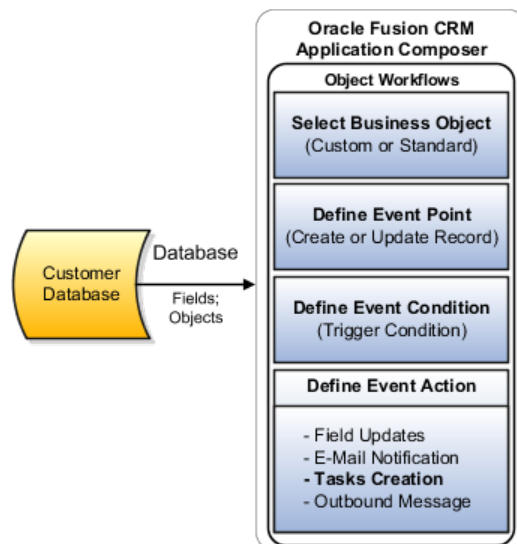 Oracle Fusion CRM
Application Composer
Object Workflows
Select Business Object
(Custom or Standard)
Define Event Point
(Create or Update Record)
Database
Customer
Database
Fields;
Objects
Define Event Condition
(Trigger Condition)
Define Event Action
- Field Updates
- E-Mail Notification
- Tasks Creation
- Outbound Message